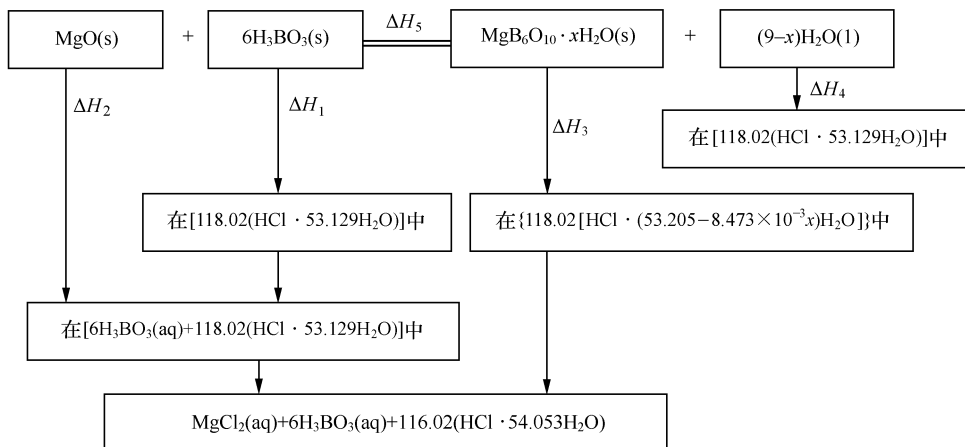 MgO(s) + 6H₃BO₃(s) ΔH₅ MgB₆O₁₀·xH₂O(s) + (9–x)H₂O(1)
ΔH₂ ΔH₁ ΔH₃ ΔH₄
在[118.02(HCl·53.129H₂O)]中
在[118.02(HCl·53.129H₂O)]中
在{118.02[HCl·(53.205–8.473×10⁻³x)H₂O]}中
在[6H₃BO₃(aq)+118.02(HCl·53.129H₂O)]中
MgCl₂(aq)+6H₃BO₃(aq)+116.02(HCl·54.053H₂O)